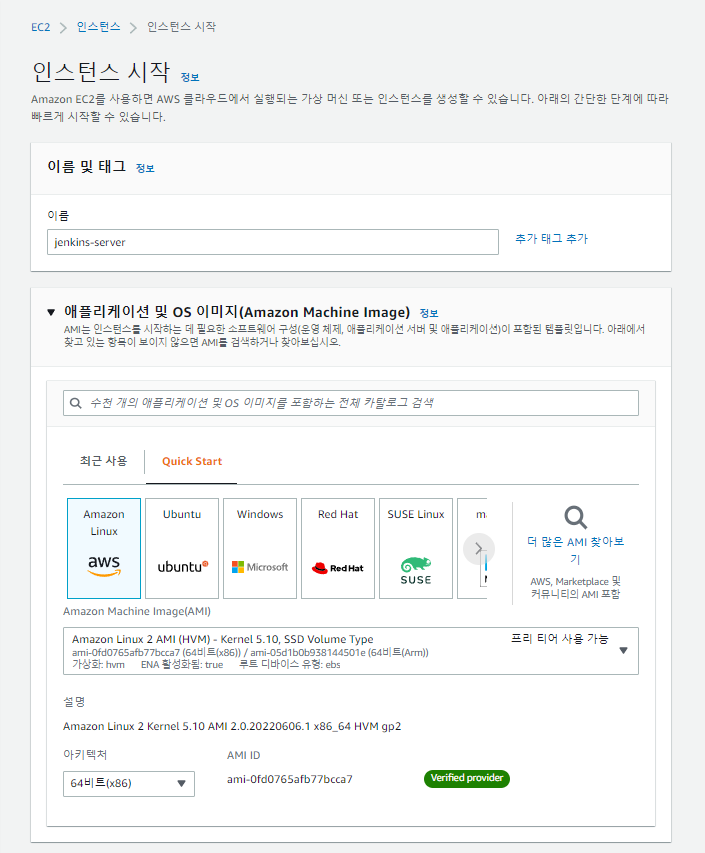 EC2 > 인스턴스 > 인스턴스 시작
인스턴스 시작 정보
Amazon EC2를 사용하면 AWS 클라우드에서 실행되는 가상 머신 또는 인스턴스를 생성할 수 있습니다. 아래의 간단한 단계에 따라
빠르게 시작할 수 있습니다.
이름 및 태그 정보
이름
jenkins-server
추가 태그 추가
애플리케이션 및 OS 이미지(Amazon Machine Image) 정보
AMI는 인스턴스를 시작하는 데 필요한 소프트웨어 구성(운영 체제, 애플리케이션 서버 및 애플리케이션)이 포함된 템플릿입니다. 아래에서
찾고 있는 항목이 보이지 않으면 AMI를 검색하거나 찾아보십시오.
수천 개의 애플리케이션 및 OS 이미지를 포함하는 전체 카탈로그 검색
최근 사용
Quick Start
Amazon
Linux
aws
Ubuntu
ubuntu
Windows
Microsoft
Red Hat
Red Hat
SUSE Linux
SUSE
더 많은 AMI 찾아보
기
AWS, Marketplace 및
커뮤니티의 AMI 포함
Amazon Machine Image(AMI)
Amazon Linux 2 AMI (HVM) - Kernel 5.10, SSD Volume Type
프리 티어 사용 가능
ami-0fd0765afb77bcca7 (64비트(x86)) / ami-05d1b0b938144501e (64비트(Arm))
가상화: hvm ENA 활성화됨: true 루트 디바이스 유형: ebs
설명
Amazon Linux 2 Kernel 5.10 AMI 2.0.20220606.1 x86_64 HVM gp2
아키텍처
AMI ID
64비트(x86)
ami-0fd0765afb77bcca7
Verified provider